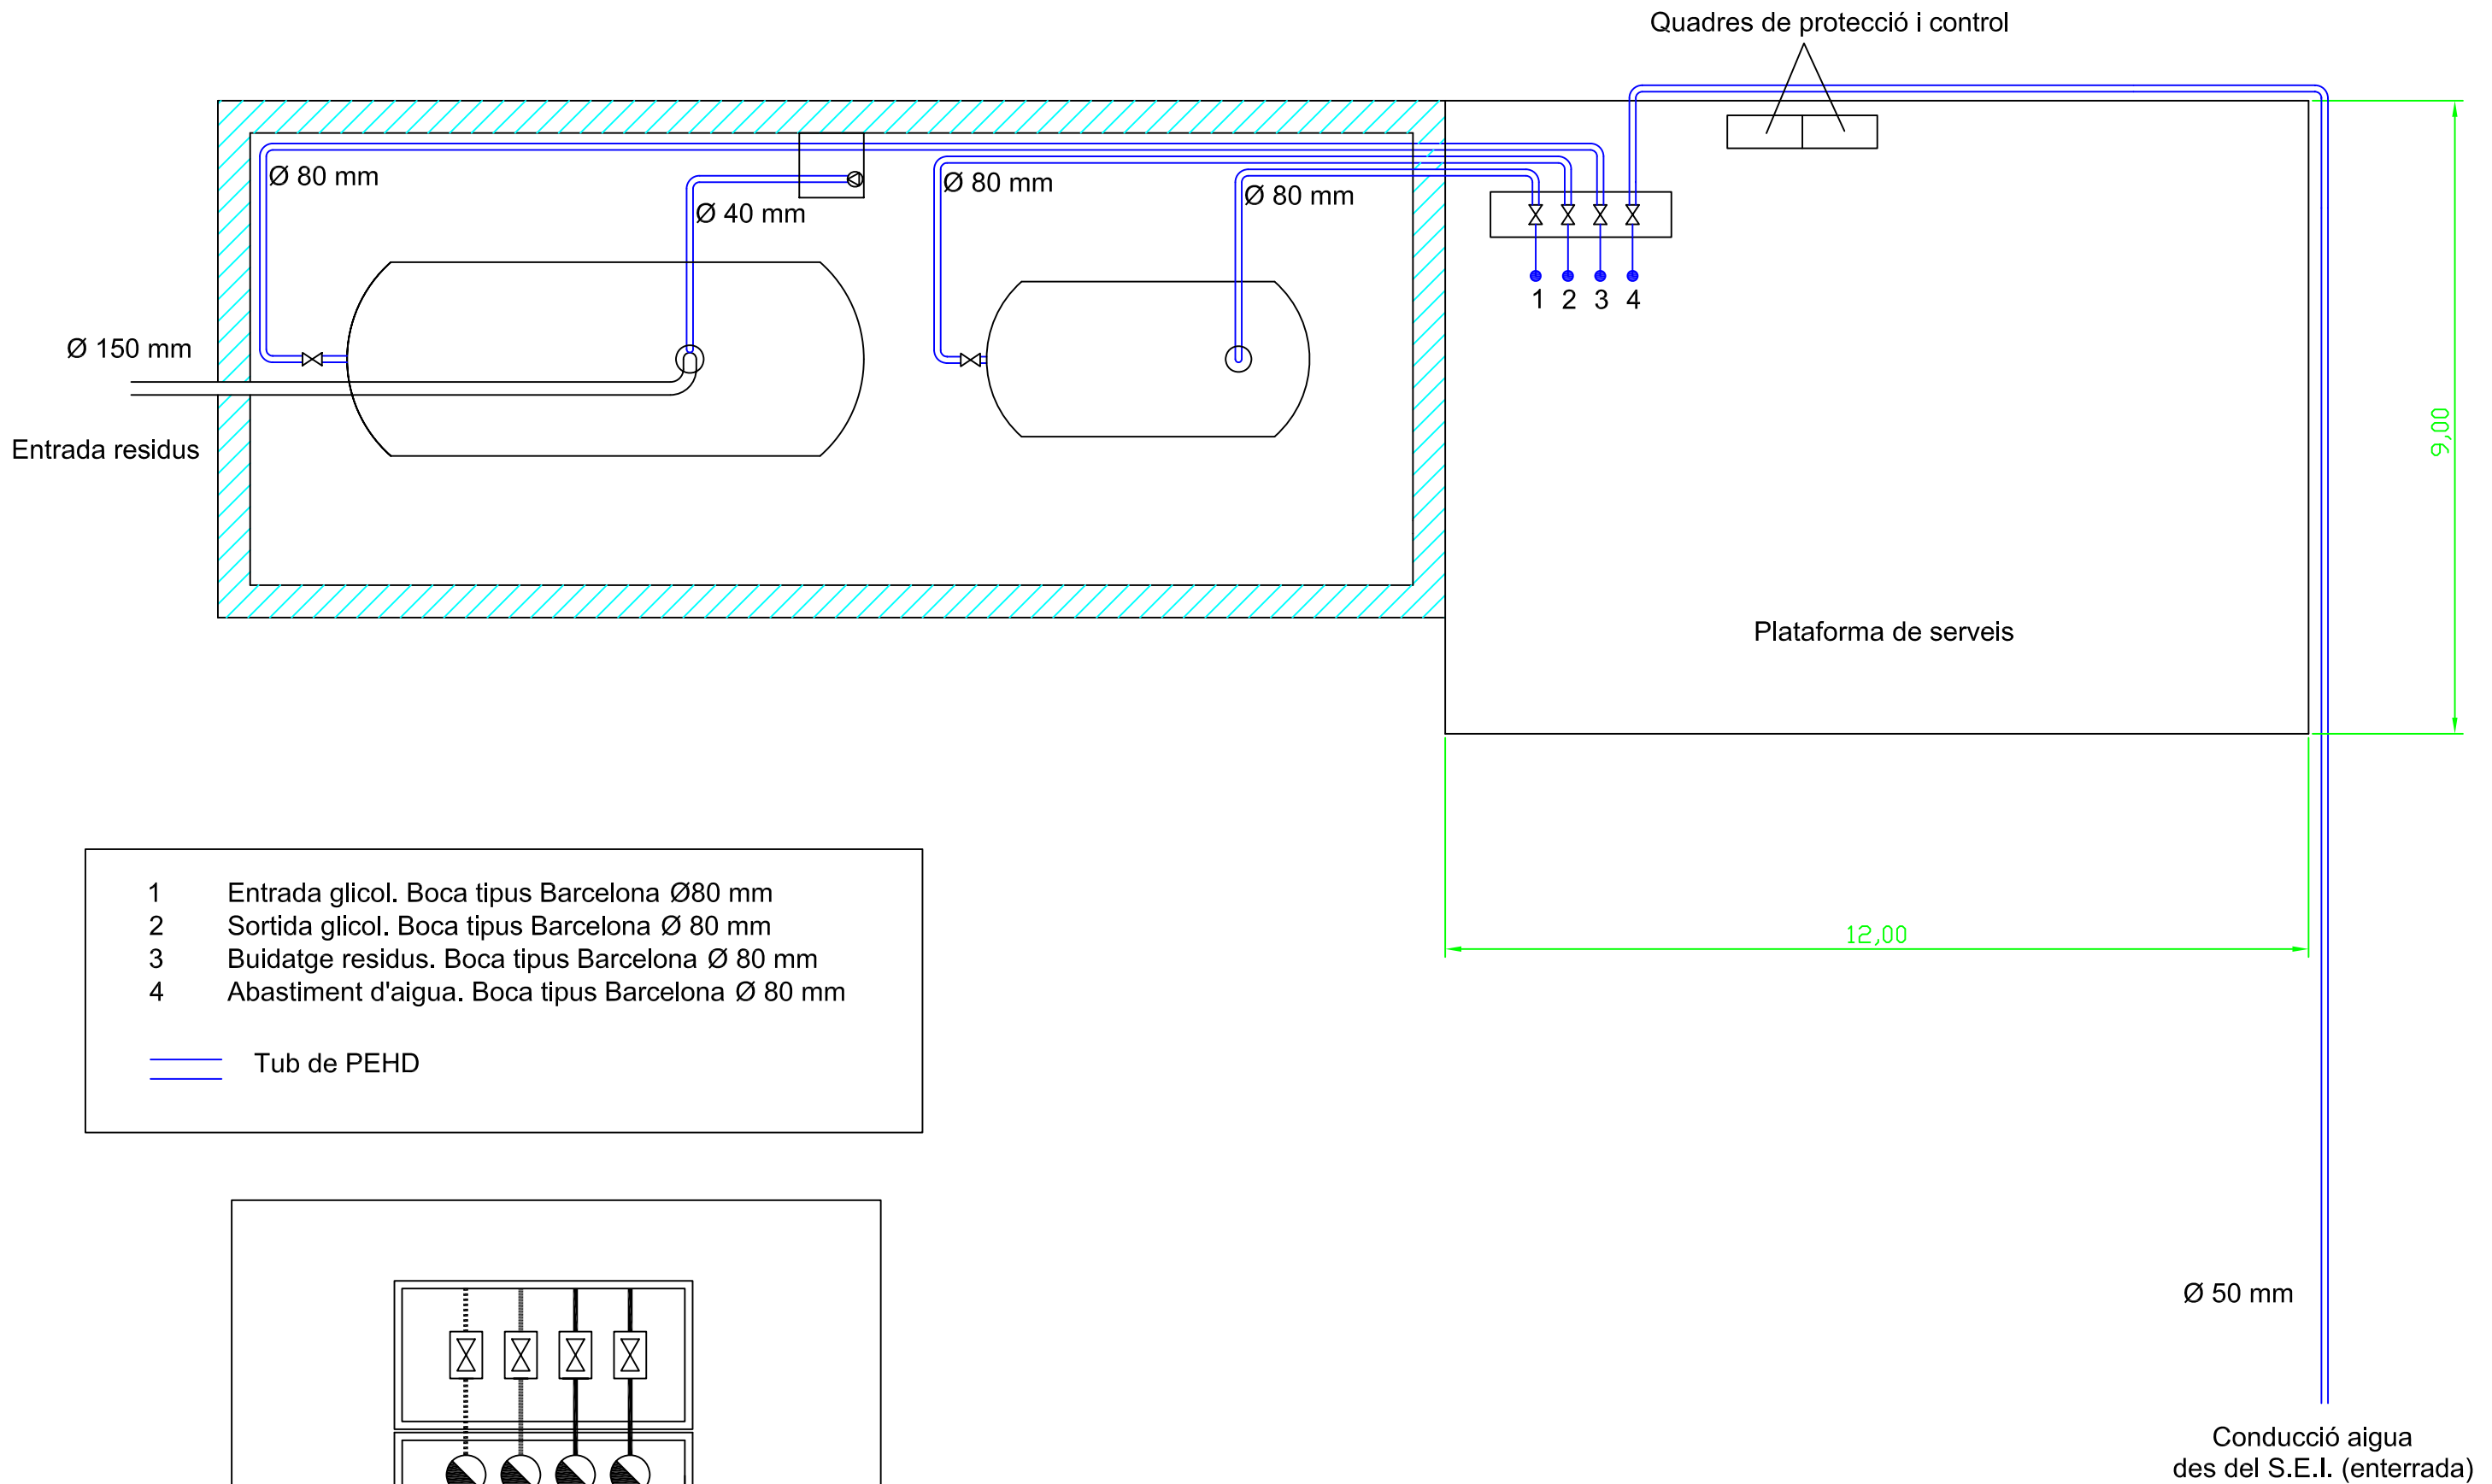 Quadres de protecció i control
Ø 80 mm
Ø 40 mm
Ø 80 mm
Ø 80 mm
1 2 3 4
Ø 150 mm
Entrada residus
9,00
Plataforma de serveis
12,00
1 Entrada glicol. Boca tipus Barcelona Ø80 mm
2 Sortida glicol. Boca tipus Barcelona Ø 80 mm
3 Buidatge residus. Boca tipus Barcelona Ø 80 mm
4 Abastiment d'aigua. Boca tipus Barcelona Ø 80 mm
Tub de PEHD
Ø 50 mm
Conducció aigua
des del S.E.I. (enterrada)